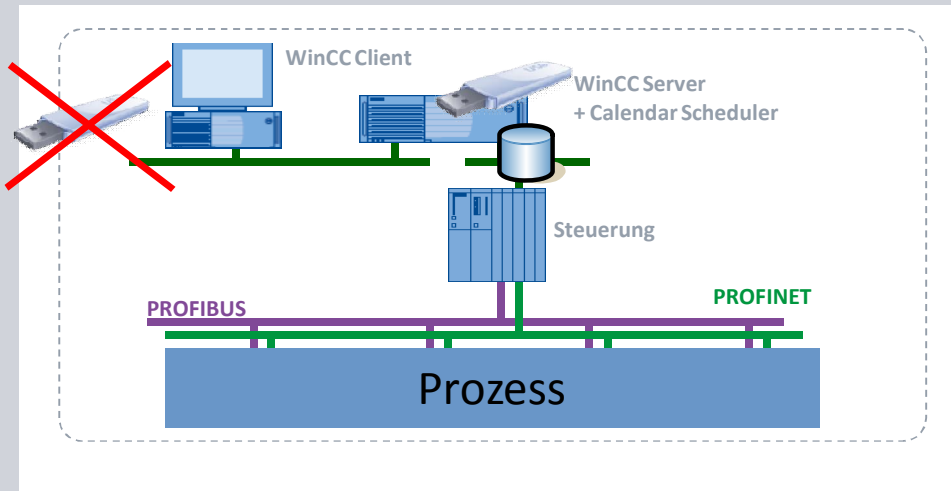 WinCC Client
WinCC Server
+ Calendar Scheduler
Steuerung
PROFIBUS
PROFINET
Prozess